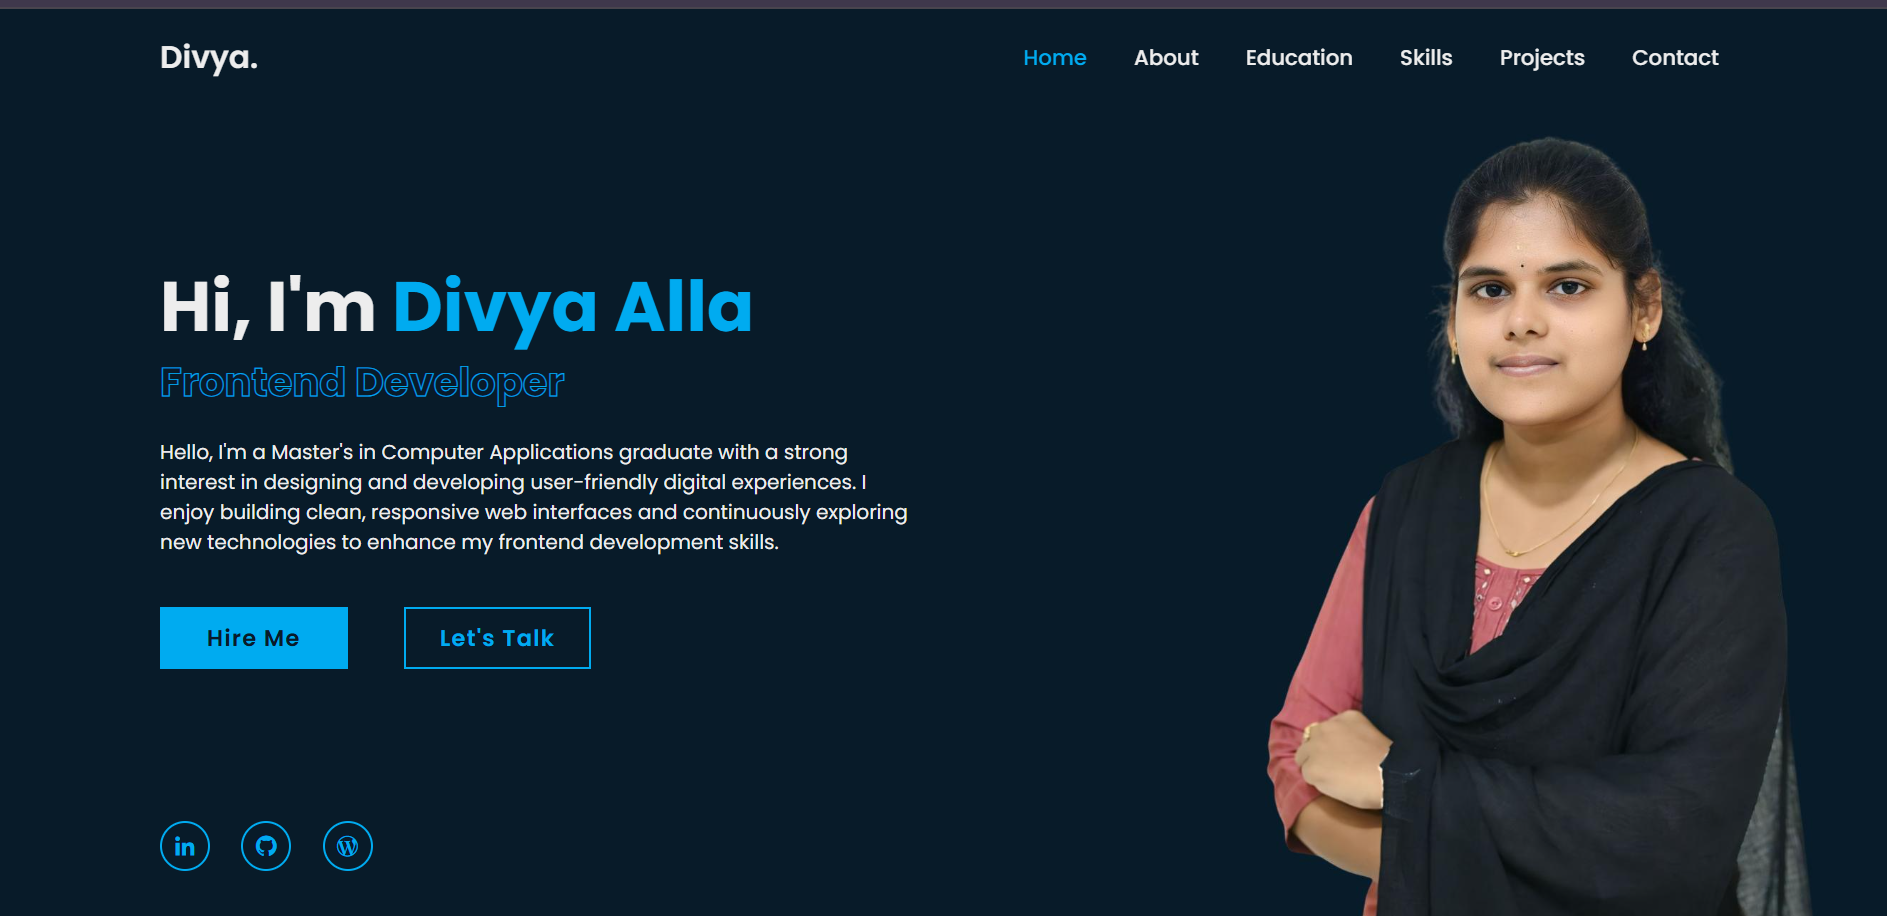 Divya.
Home About Education Skills Projects Contact
Hi, I'm Divya Alla
Frontend Developer
Hello, I'm a Master's in Computer Applications graduate with a strong
interest in designing and developing user-friendly digital experiences. I
enjoy building clean, responsive web interfaces and continuously exploring
new technologies to enhance my frontend development skills.
Hire Me
Let's Talk